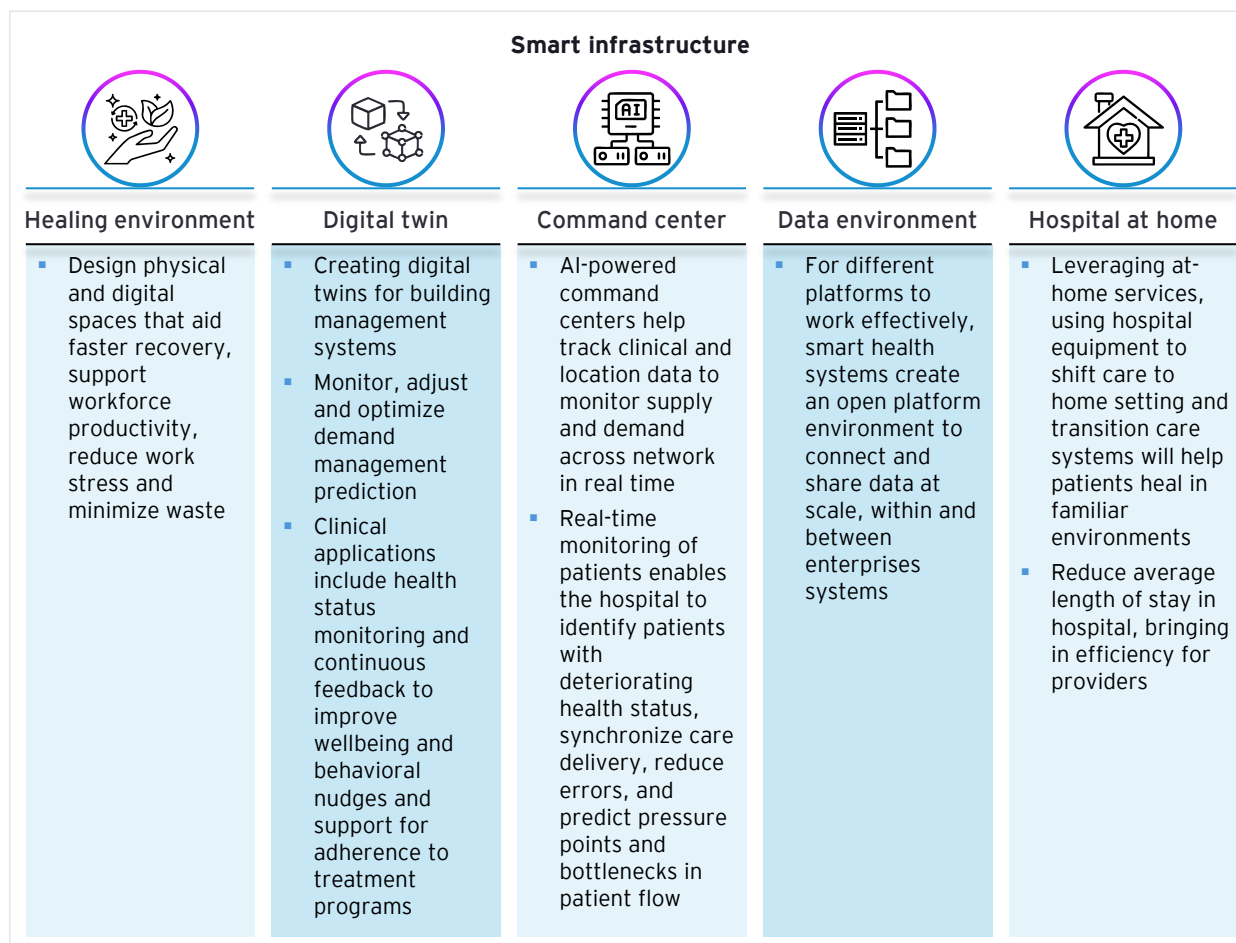 Smart infrastructure
AI
Healing environment
▪ Design physical
and digital
spaces that aid
faster recovery,
support
workforce
productivity,
reduce work
stress and
minimize waste
Digital twin
▪ Creating digital
twins for building
management
systems
▪ Monitor, adjust
and optimize
demand
management
prediction
▪ Clinical
applications
include health
status
monitoring and
continuous
feedback to
improve
wellbeing and
behavioral
nudges and
support for
adherence to
treatment
programs
Command center
▪ AI-powered
command
centers help
track clinical and
location data to
monitor supply
and demand
across network
in real time
▪ Real-time
monitoring of
patients enables
the hospital to
identify patients
with
deteriorating
health status,
synchronize care
delivery, reduce
errors, and
predict pressure
points and
bottlenecks in
patient flow
Data environment
▪ For different
platforms to
work effectively,
smart health
systems create
an open platform
environment to
connect and
share data at
scale, within and
between
enterprises
systems
Hospital at home
▪ Leveraging at-
home services,
using hospital
equipment to
shift care to
home setting and
transition care
systems will help
patients heal in
familiar
environments
▪ Reduce average
length of stay in
hospital, bringing
in efficiency for
providers